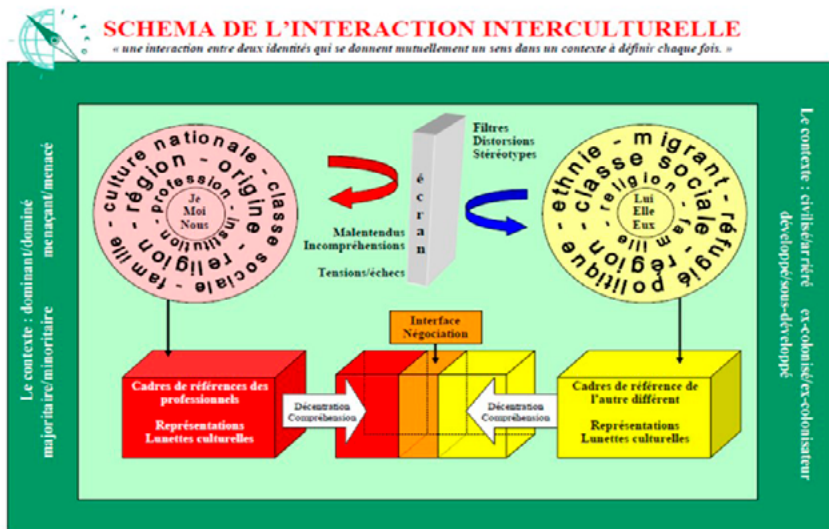 SCHEMA DE L'INTERACTION INTERCULTURELLE
« une interaction entre deux identités qui se donnent mutuellement un sens dans un contexte à définir chaque fois. »
Le contexte : dominant/dominé menaçant/menacé
majoritaire/minoritaire
culture nationale - classe sociale - famille -
région - origine - religion -
profession - institution -
Je
Moi
Nous
écran
Filtres
Distorsions
Stéréotypes
Malentendus
Incompréhensions
Tensions/échecs
ethnie - migrant - réfugié politique -
classe sociale - région -
religion - famille -
Lui
Elle
Eux
Le contexte : civilisé/arriéré ex-colonisé/ex-colonisateur
développé/sous-développé
Interface
Négociation
Cadres de références des
professionnels
Représentations
Lunettes culturelles
Décentration
Compréhension
Décentration
Compréhension
Cadres de référence de
l'autre différent
Représentations
Lunettes culturelles